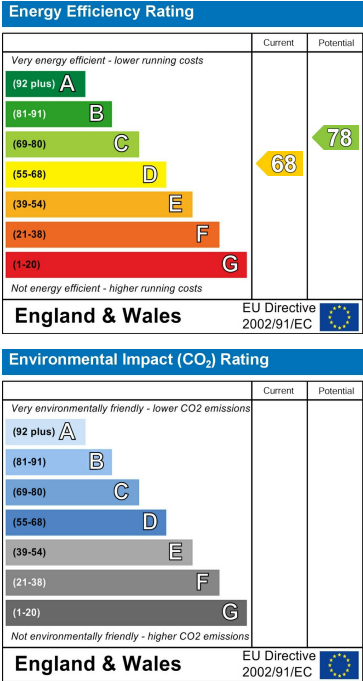 Energy Efficiency Rating
Current Potential
Very energy efficient - lower running costs
(92 plus) A
(81-91) B
(69-80) C
(55-68) D
(39-54) E
(21-38) F
(1-20) G
68
78
Not energy efficient - higher running costs
England & Wales
EU Directive
2002/91/EC
Environmental Impact (CO₂) Rating
Current Potential
Very environmentally friendly - lower CO2 emissions
(92 plus) A
(81-91) B
(69-80) C
(55-68) D
(39-54) E
(21-38) F
(1-20) G
Not environmentally friendly - higher CO2 emissions
England & Wales
EU Directive
2002/91/EC